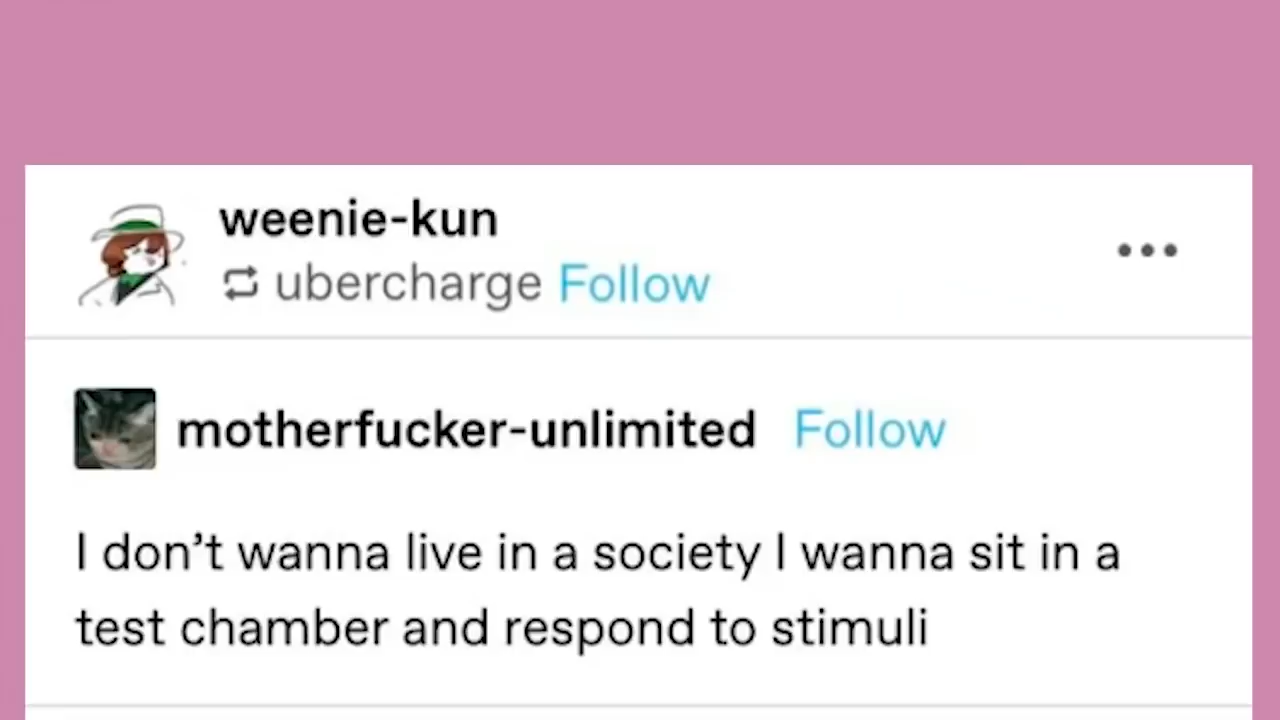 weenie-kun
ubercharge Follow
motherfucker-unlimited Follow
I don’t wanna live in a society I wanna sit in a
test chamber and respond to stimuli